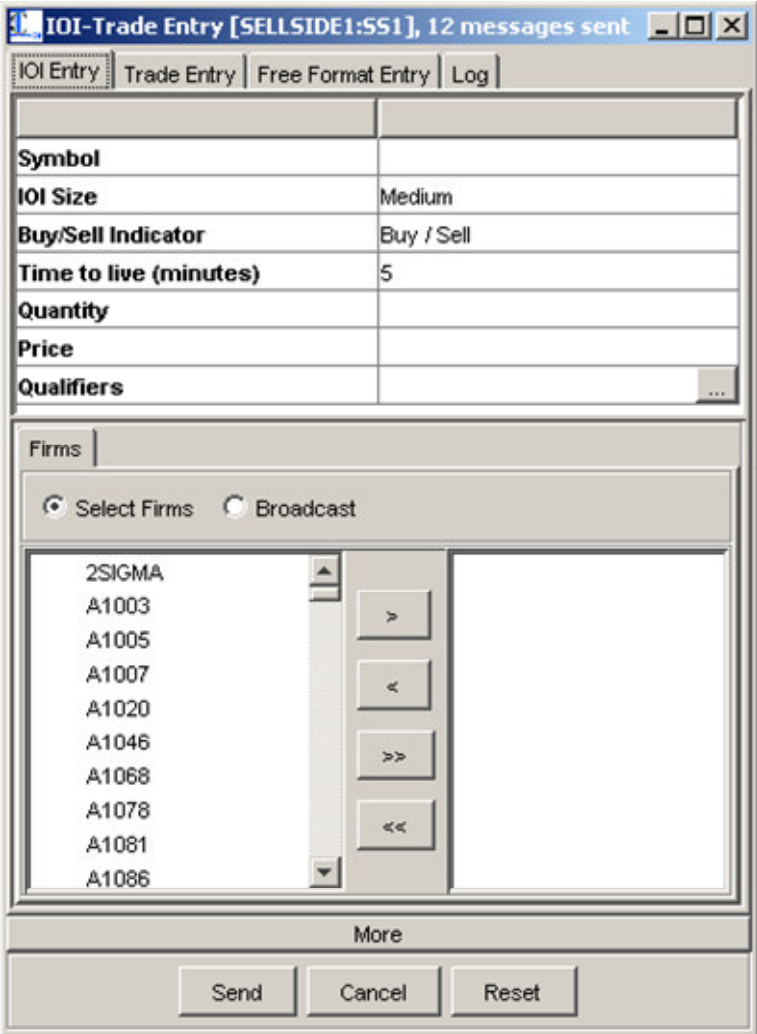 IOI-Trade Entry [SELLSIDE1:SS1], 12 messages sent
IOI Entry Trade Entry Free Format Entry Log
Symbol
IOI Size Medium
Buy/Sell Indicator Buy / Sell
Time to live (minutes) 5
Quantity
Price
Qualifiers ...
Firms
Select Firms Broadcast
2SIGMA
A1003
A1005
A1007
A1020
A1046
A1068
A1078
A1081
A1086
>
<
>>
<<
More
Send Cancel Reset